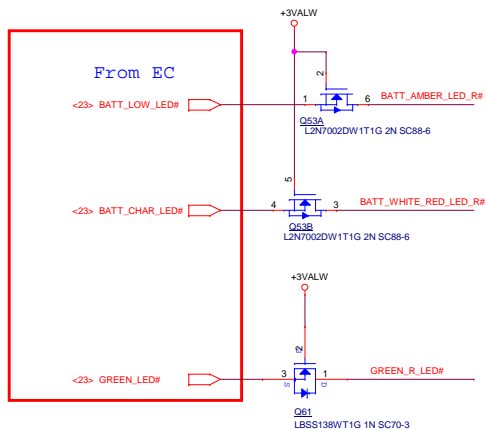 +3VALW
From EC
2
<23> BATT_LOW_LED#
1
6
BATT_AMBER_LED_R#
Q53A
L2N7002DW1T1G 2N SC88-6
5
<23> BATT_CHAR_LED#
4
3
BATT_WHITE_RED_LED_R#
Q53B
L2N7002DW1T1G 2N SC88-6
+3VALW
G
2
<23> GREEN_LED#
3
S
1
D
GREEN_R_LED#
Q61
LBSS138WT1G 1N SC70-3